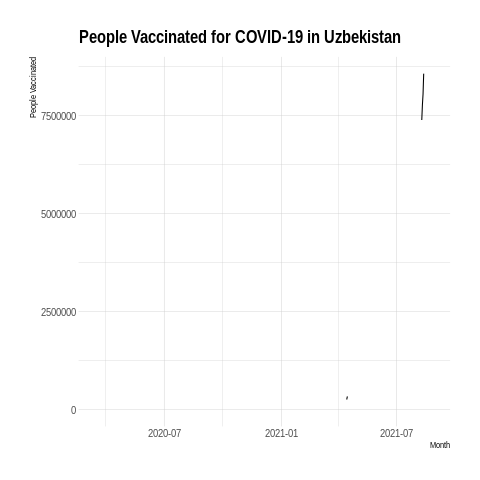 People Vaccinated for COVID-19 in Uzbekistan
People Vaccinated
7500000
5000000
2500000
0
2020-07
2021-01
2021-07
Month